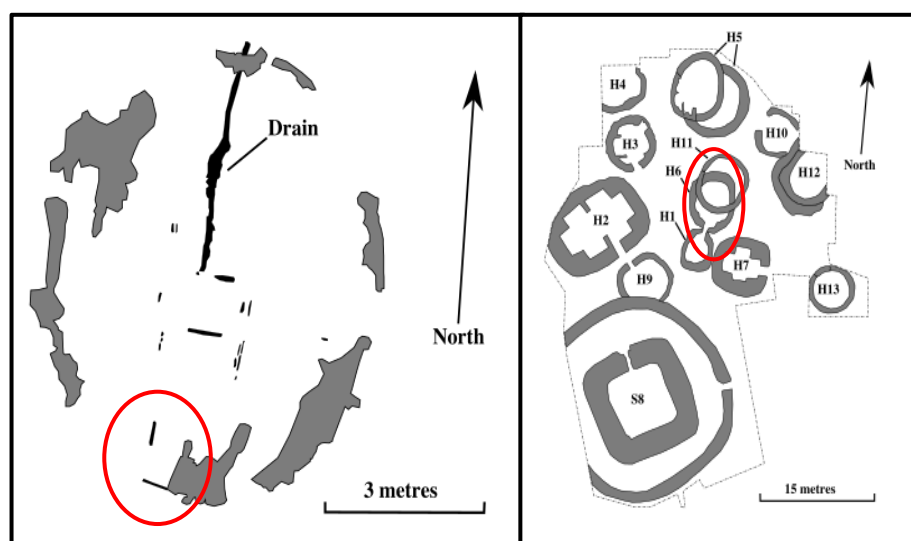 Drain
North
3 metres
H5
H4
H10
H11
North
H3
H12
H6
H2
H1
H7
H9
H13
S8
15 metres